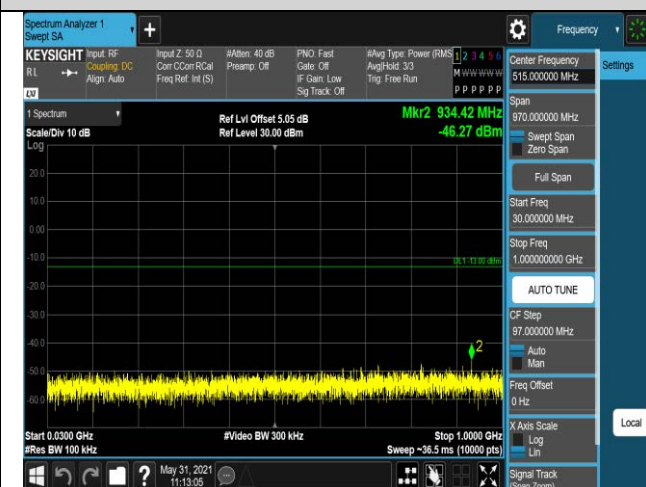 Spectrum Analyzer 1
Swept SA
Frequency
KEYSIGHT
RL
LXI
Input: RF
Coupling: DC
Align: Auto
Input Z: 50 Ω
Corr CCorr RCal
Freq Ref: Int (S)
#Atten: 40 dB
Preamp: Off
PNO: Fast
Gate: Off
IF Gain: Low
Sig Track: Off
#Avg Type: Power (RMS
Avg|Hold: 3/3
Trig: Free Run
1 2 3 4 5 6
M W W W W W
P P P P P P
1 Spectrum
Scale/Div 10 dB
Log
Ref Lvl Offset 5.05 dB
Ref Level 30.00 dBm
Mkr2 934.42 MHz
-46.27 dBm
20.0
10.0
0.00
-10.0
DL1 -13.00 dBm
-20.0
-30.0
-40.0
2
-50.0
-60.0
Start 0.0300 GHz
#Res BW 100 kHz
#Video BW 300 kHz
Stop 1.0000 GHz
Sweep ~36.5 ms (10000 pts)
May 31, 2021
11:13:05
Center Frequency
515.000000 MHz
Settings
Span
970.000000 MHz
Swept Span
Zero Span
Full Span
Start Freq
30.000000 MHz
Stop Freq
1.000000000 GHz
AUTO TUNE
CF Step
97.000000 MHz
Auto
Man
Freq Offset
0 Hz
X Axis Scale
Log
Lin
Local
Signal Track
(Span Zoom)